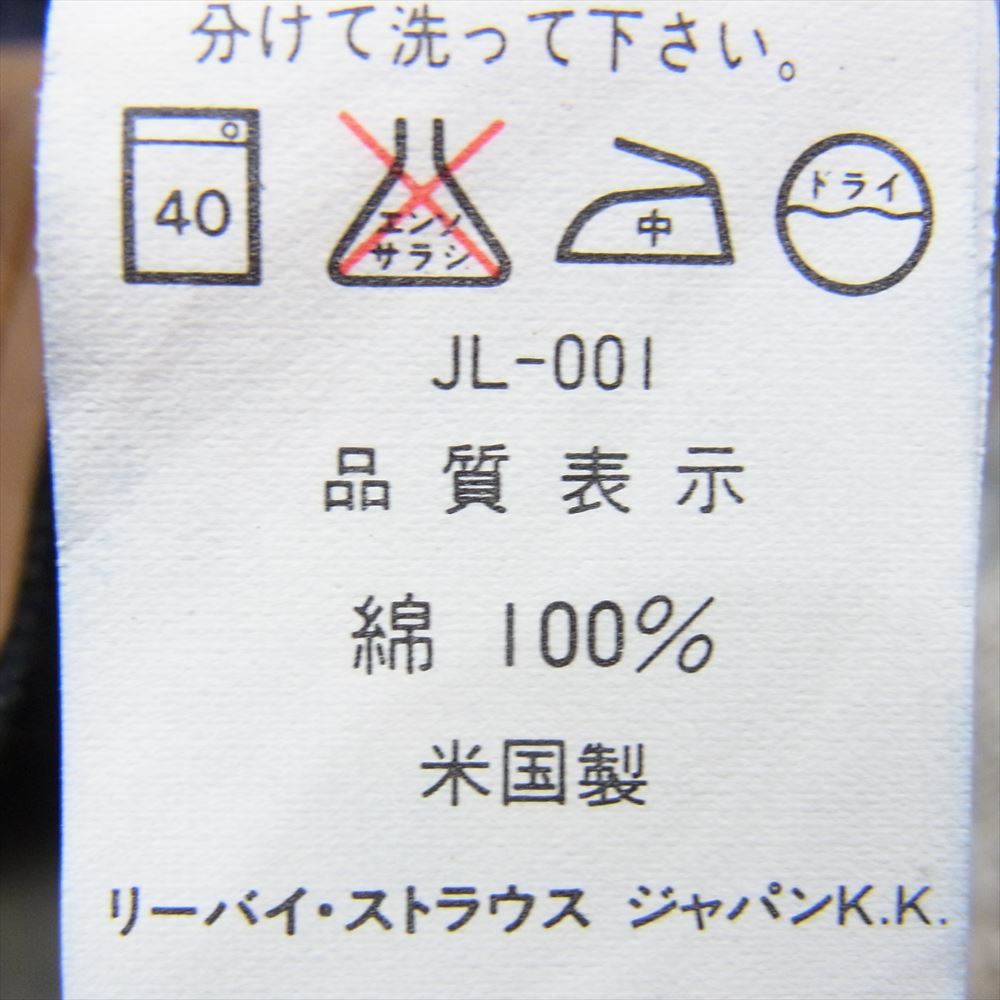 分けて洗って下さい。
40 エンソサラシ 中 ドライ
JL-001
品質表示
綿 100%
米国製
リーバイ・ストラウス ジャパンK.K.